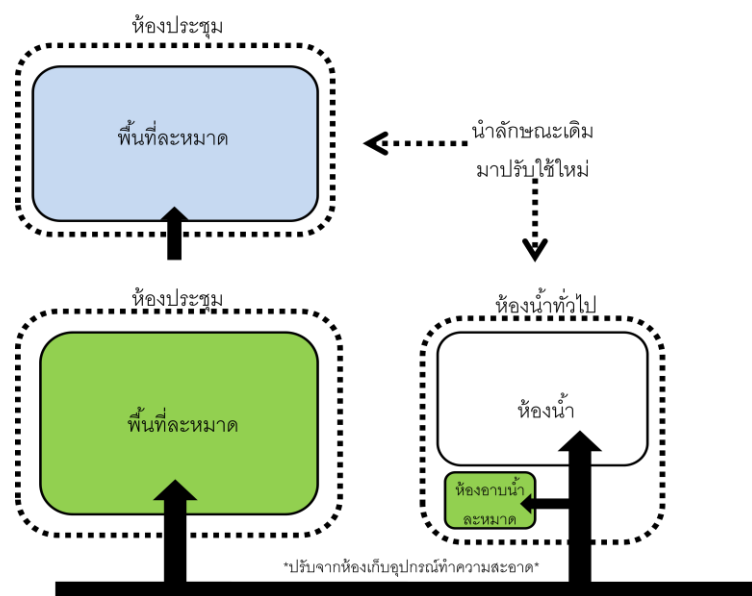 ห้องประชุม
พื้นที่ละหมาด
นำลักษณะเดิม
มาปรับใช้ใหม่
ห้องประชุม
พื้นที่ละหมาด
ห้องน้ำทั่วไป
ห้องน้ำ
ห้องอาบน้ำ
ละหมาด
*ปรับจากห้องเก็บอุปกรณ์ทำความสะอาด*